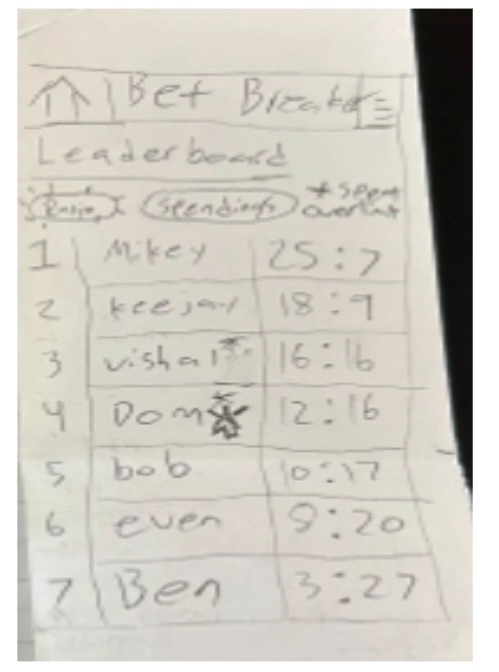 Bet Breaker
Leaderboard
Ratio Spendings * spent over limit
1 Mikey 25:7
2 keejay 18:9
3 vishal* 16:16
4 Dom* 12:16
5 bob 10:17
6 even 9:20
7 Ben 3:27